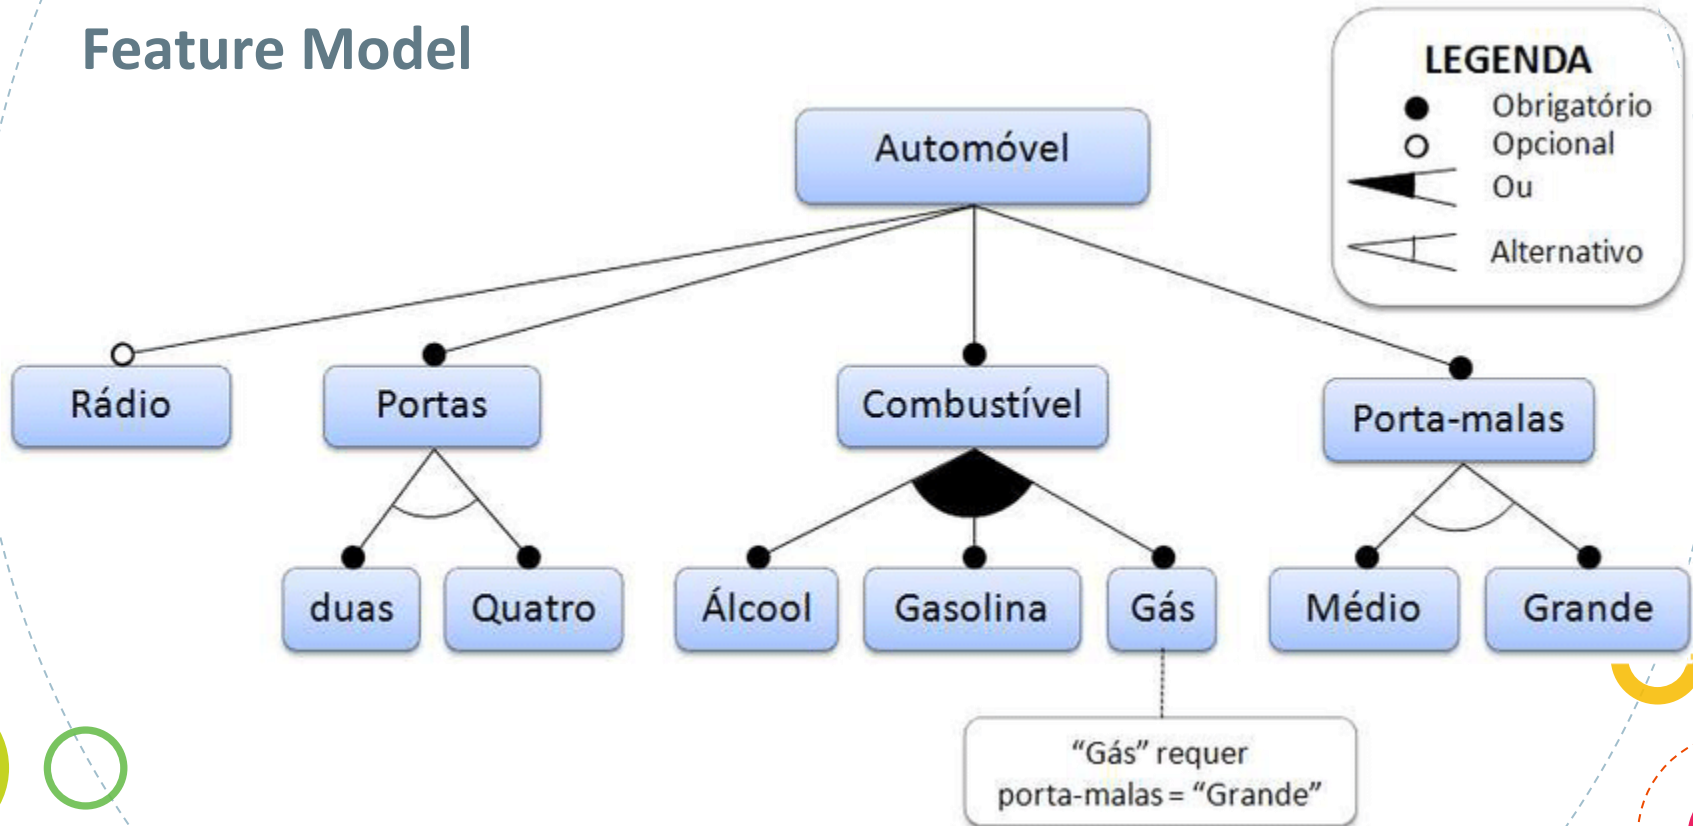 Feature Model
LEGENDA
Obrigatório
Opcional
Ou
Alternativo
Automóvel
Rádio
Portas
Combustível
Porta-malas
duas
Quatro
Álcool
Gasolina
Gás
Médio
Grande
“Gás” requer
porta-malas = “Grande”